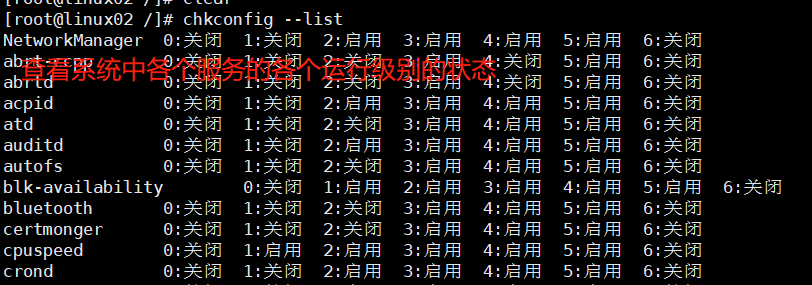 [root@linux02 /]# clear
[root@linux02 /]# chkconfig --list
NetworkManager 0:关闭 1:关闭 2:启用 3:启用 4:启用 5:启用 6:关闭
查看系统中各个服务的各个运行级别的状态
abrt-ccpp 0:关闭 1:关闭 2:关闭 3:启用 4:关闭 5:启用 6:关闭
abrtd 0:关闭 1:关闭 2:关闭 3:启用 4:关闭 5:启用 6:关闭
acpid 0:关闭 1:关闭 2:启用 3:启用 4:启用 5:启用 6:关闭
atd 0:关闭 1:关闭 2:关闭 3:启用 4:启用 5:启用 6:关闭
auditd 0:关闭 1:关闭 2:启用 3:启用 4:启用 5:启用 6:关闭
autofs 0:关闭 1:关闭 2:关闭 3:启用 4:启用 5:启用 6:关闭
blk-availability 0:关闭 1:启用 2:启用 3:启用 4:启用 5:启用 6:关闭
bluetooth 0:关闭 1:关闭 2:关闭 3:启用 4:启用 5:启用 6:关闭
certmonger 0:关闭 1:关闭 2:关闭 3:启用 4:启用 5:启用 6:关闭
cpuspeed 0:关闭 1:启用 2:启用 3:启用 4:启用 5:启用 6:关闭
crond 0:关闭 1:关闭 2:启用 3:启用 4:启用 5:启用 6:关闭